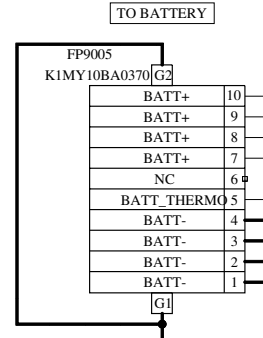 TO BATTERY
FP9005
K1MY10BA0370 G2
BATT+ 10
BATT+ 9
BATT+ 8
BATT+ 7
NC 6
BATT_THERMO 5
BATT- 4
BATT- 3
BATT- 2
BATT- 1
G1